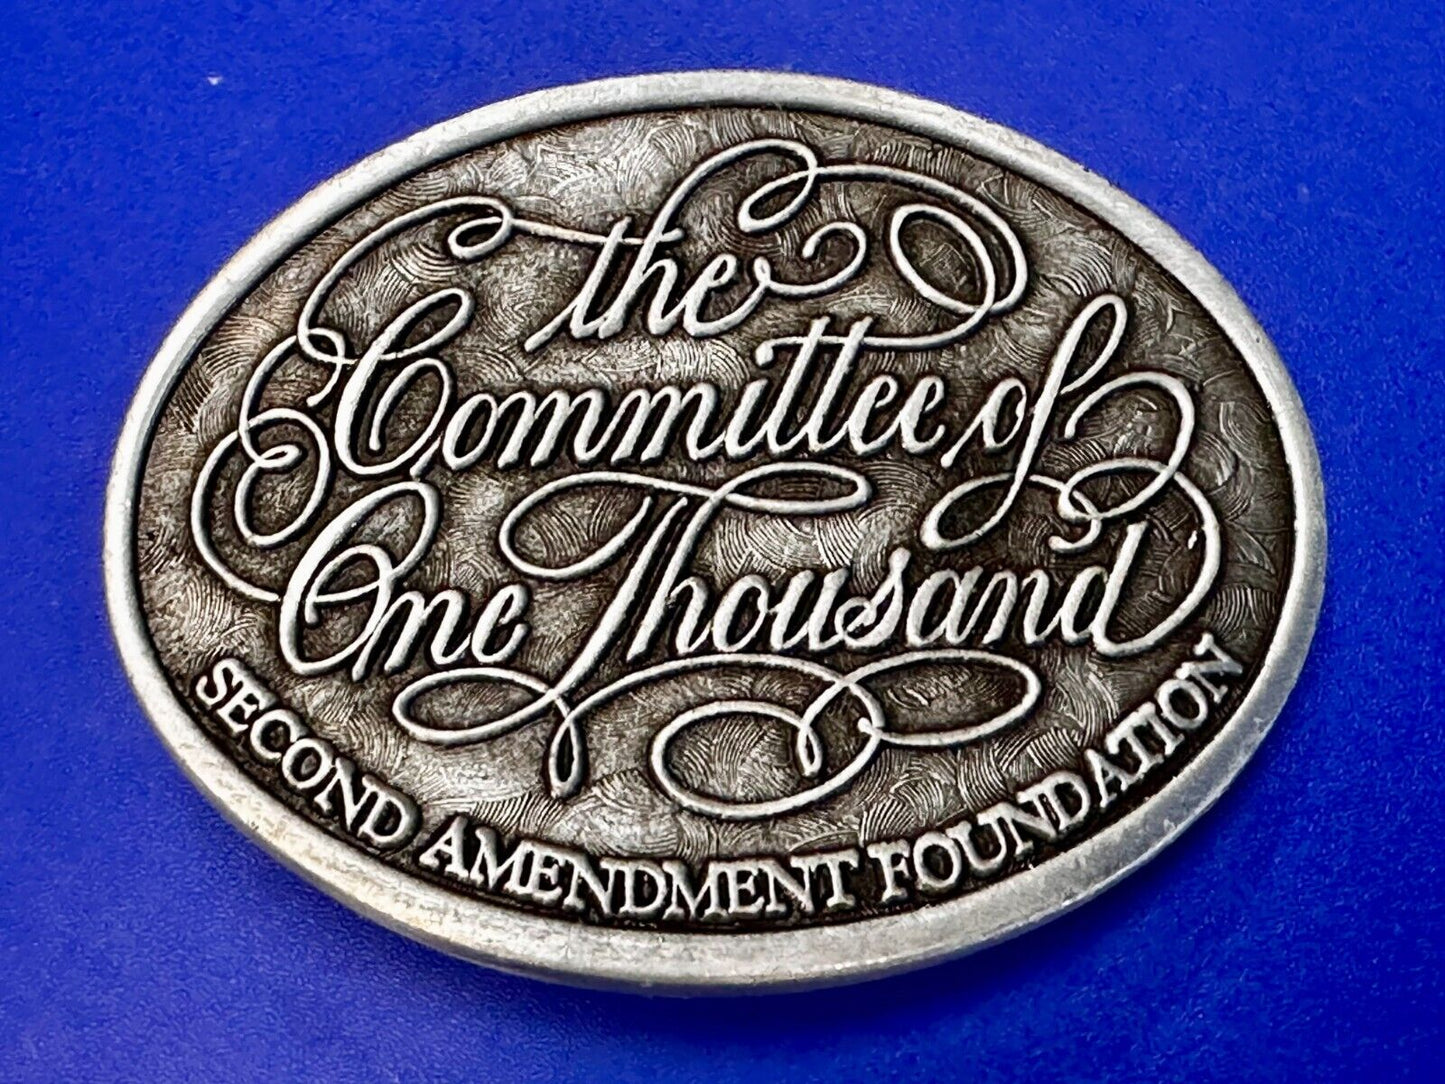 the
Committee of
One Thousand
SECOND AMENDMENT FOUNDATION